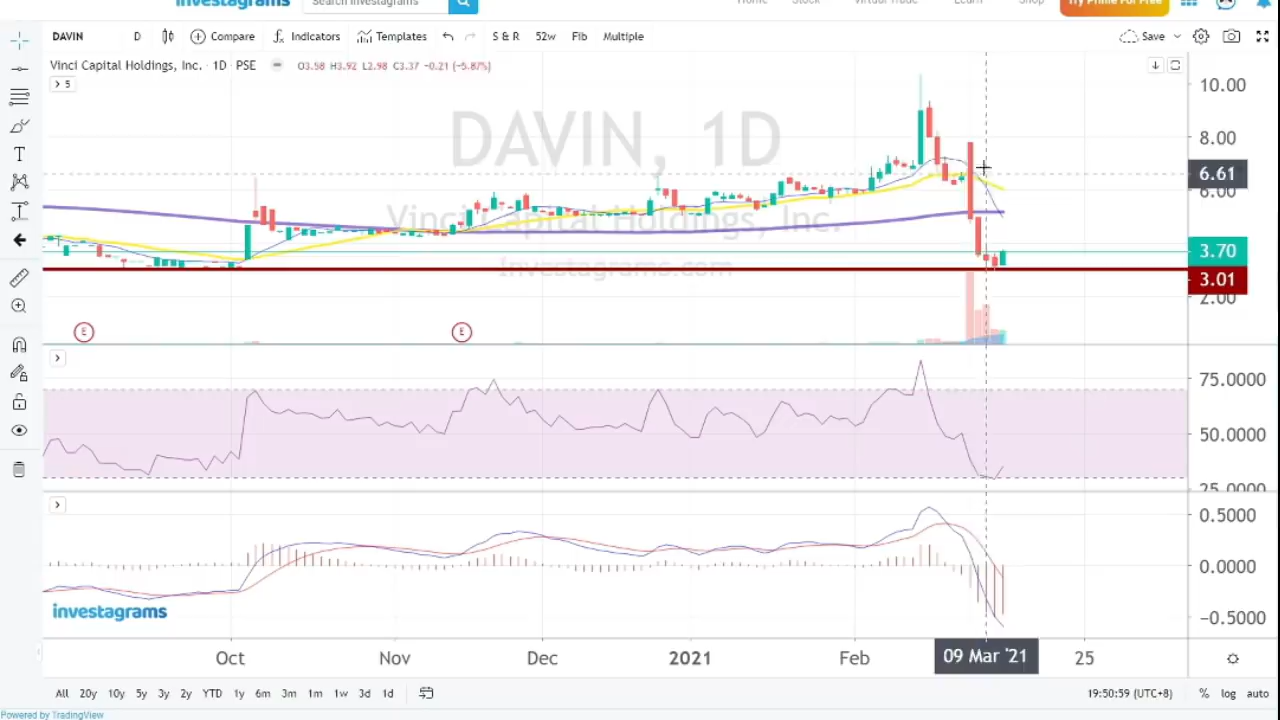 investagrams
Search Investagrams
Home
Stock
Virtual Trade
Learn
Shop
Try Prime For Free
DAVIN
D
Compare
Indicators
Templates
S & R
52w
Fib
Multiple
Save
Vinci Capital Holdings, Inc. · 1D · PSE
O3.58 H3.92 L2.98 C3.37 -0.21 (-5.87%)
5
DAVIN, 1D
Vinci Capital Holdings, Inc.
Investagrams.com
10.00
8.00
6.61
6.00
3.70
3.01
2.00
E
E
75.0000
50.0000
25.0000
0.5000
0.0000
-0.5000
investagrams
Oct
Nov
Dec
2021
Feb
09 Mar '21
25
All 20y 10y 5y 3y 2y YTD 1y 6m 3m 1m 1w 3d 1d
19:50:59 (UTC+8)
% log auto
Powered by TradingView